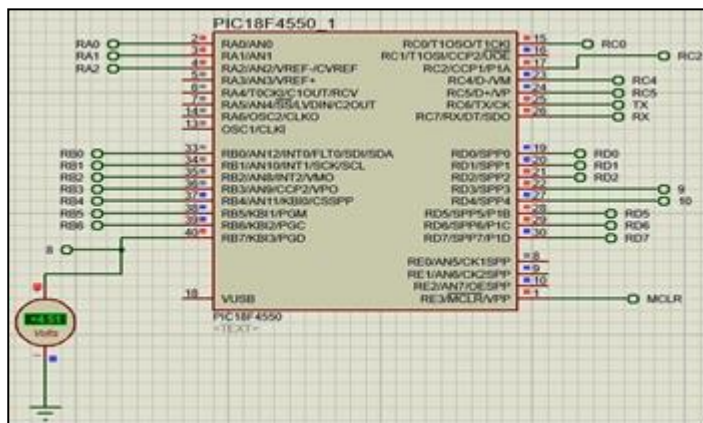 PIC18F4550_1
RA0 2 RA0/AN0
RA1 3 RA1/AN1
RA2 4 RA2/AN2/VREF-/CVREF
5 RA3/AN3/VREF+
6 RA4/T0CKI/C1OUT/RCV
7 RA5/AN4/SS/LVDIN/C2OUT
14 RA6/OSC2/CLKO
13 OSC1/CLKI
RB0 33 RB0/AN12/INT0/FLT0/SDI/SDA
RB1 34 RB1/AN10/INT1/SCK/SCL
RB2 35 RB2/AN8/INT2/VMO
RB3 36 RB3/AN9/CCP2/VPO
RB4 37 RB4/AN11/KBI0/CSSPP
RB5 38 RB5/KBI1/PGM
RB6 39 RB6/KBI2/PGC
8 40 RB7/KBI3/PGD
18 VUSB
RC0/T1OSO/T1CKI 15 RC0
RC1/T1OSI/CCP2/UOE 16
RC2/CCP1/P1A 17 RC2
RC4/D-/VM 23 RC4
RC5/D+/VP 24 RC5
RC6/TX/CK 25 TX
RC7/RX/DT/SDO 26 RX
RD0/SPP0 19 RD0
RD1/SPP1 20 RD1
RD2/SPP2 21 RD2
RD3/SPP3 22 9
RD4/SPP4 27 10
RD5/SPP5/P1B 28 RD5
RD6/SPP6/P1C 29 RD6
RD7/SPP7/P1D 30 RD7
RE0/AN5/CK1SPP 8
RE1/AN6/CK2SPP 9
RE2/AN7/OESPP 10
RE3/MCLR/VPP 1 MCLR
PIC18F4550
<TEXT>
Volts